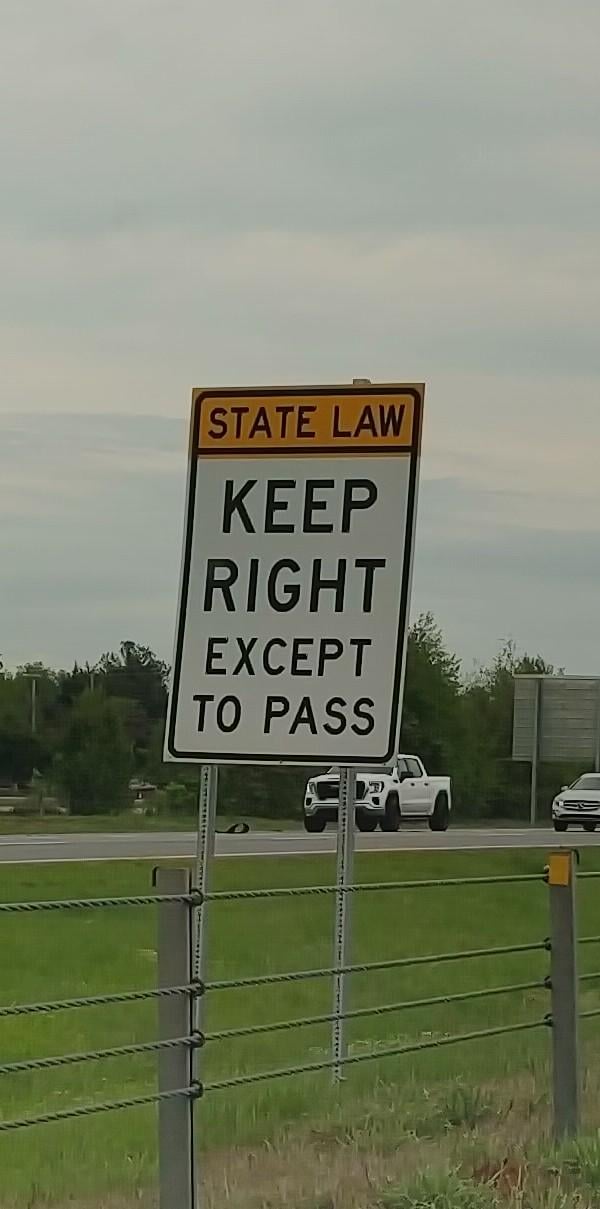 STATE LAW
KEEP
RIGHT
EXCEPT
TO PASS